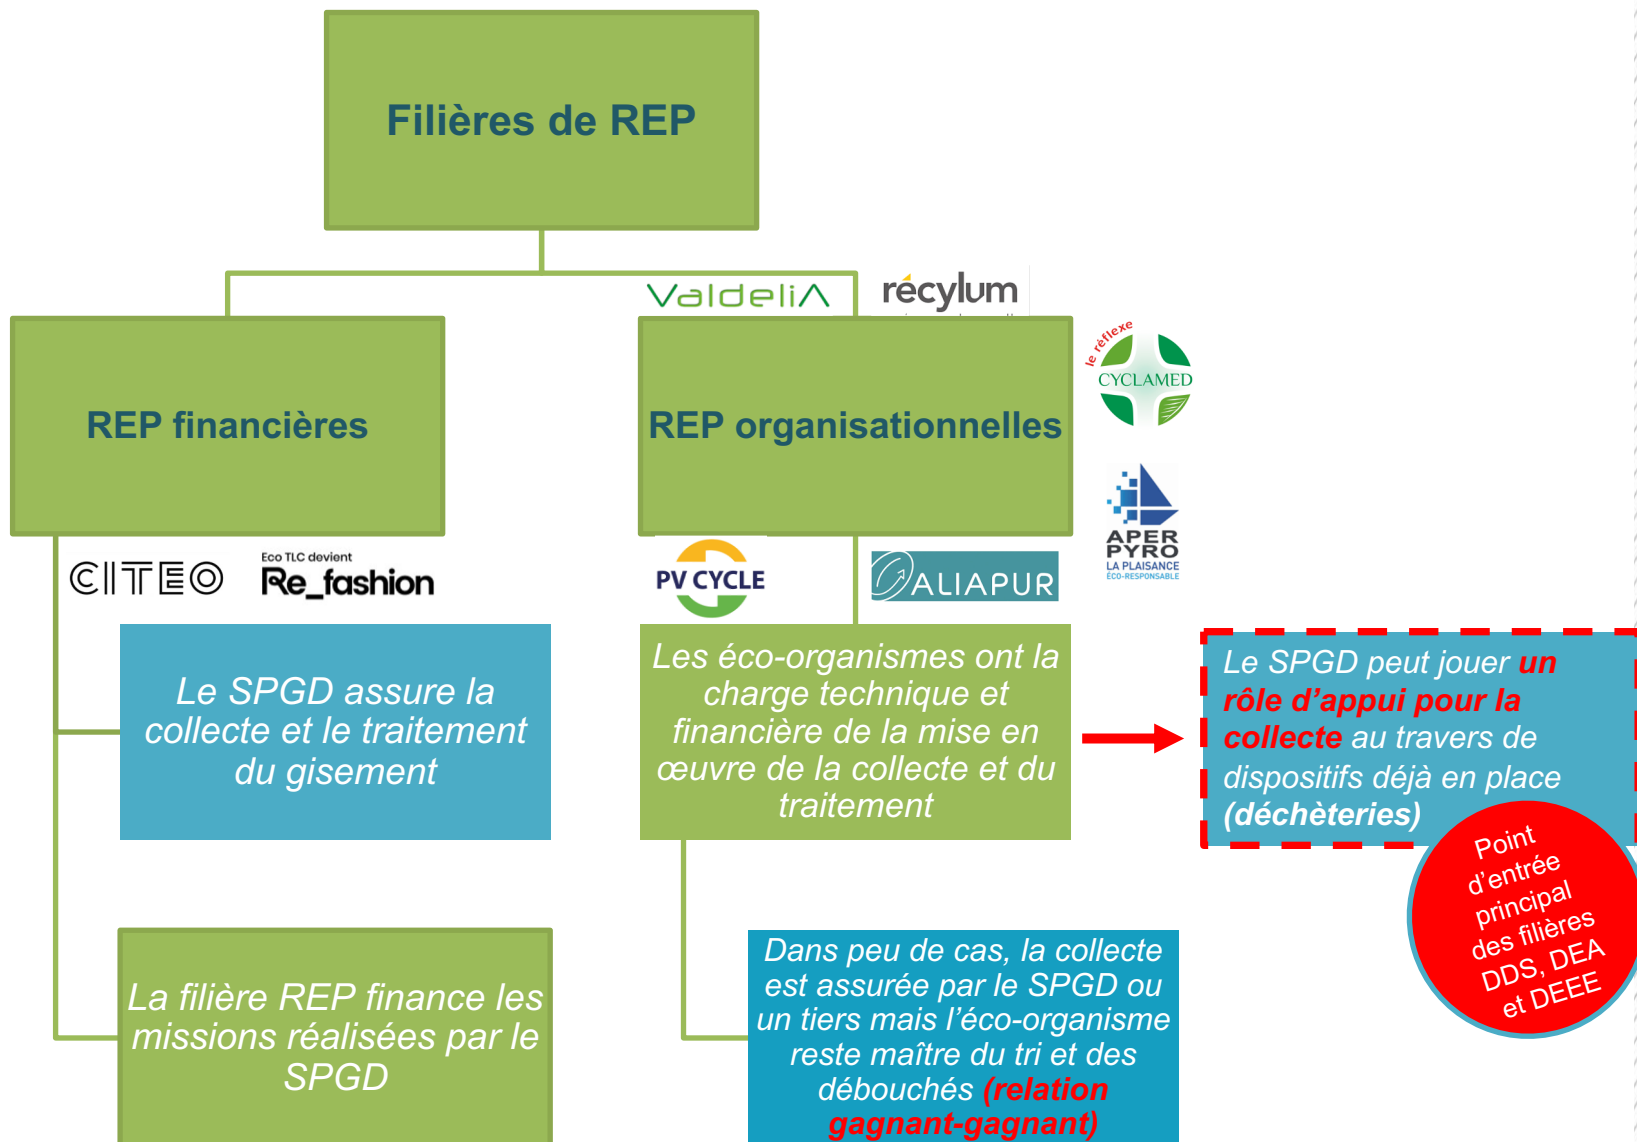 Filières de REP
ValdeliA
récylum
le réflexe
CYCLAMED
REP financières
REP organisationnelles
APER
PYRO
LA PLAISANCE
ÉCO-RESPONSABLE
CITEO
Eco TLC devient
Re_fashion
PV CYCLE
ALIAPUR
Le SPGD assure la
collecte et le traitement
du gisement
Les éco-organismes ont la
charge technique et
financière de la mise en
œuvre de la collecte et du
traitement
Le SPGD peut jouer un
rôle d’appui pour la
collecte au travers de
dispositifs déjà en place
(déchèteries)
Point
d’entrée
principal
des filières
DDS, DEA
et DEEE
La filière REP finance les
missions réalisées par le
SPGD
Dans peu de cas, la collecte
est assurée par le SPGD ou
un tiers mais l’éco-organisme
reste maître du tri et des
débouchés (relation
gagnant-gagnant)